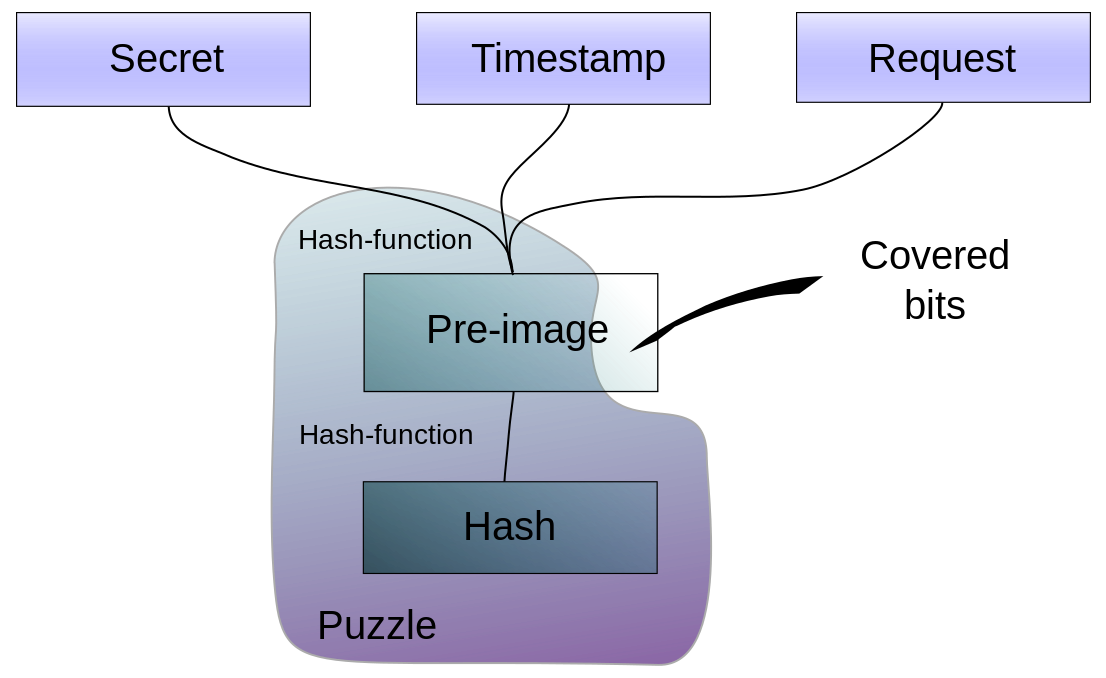 Secret
Timestamp
Request
Hash-function
Covered
bits
Pre-image
Hash-function
Hash
Puzzle